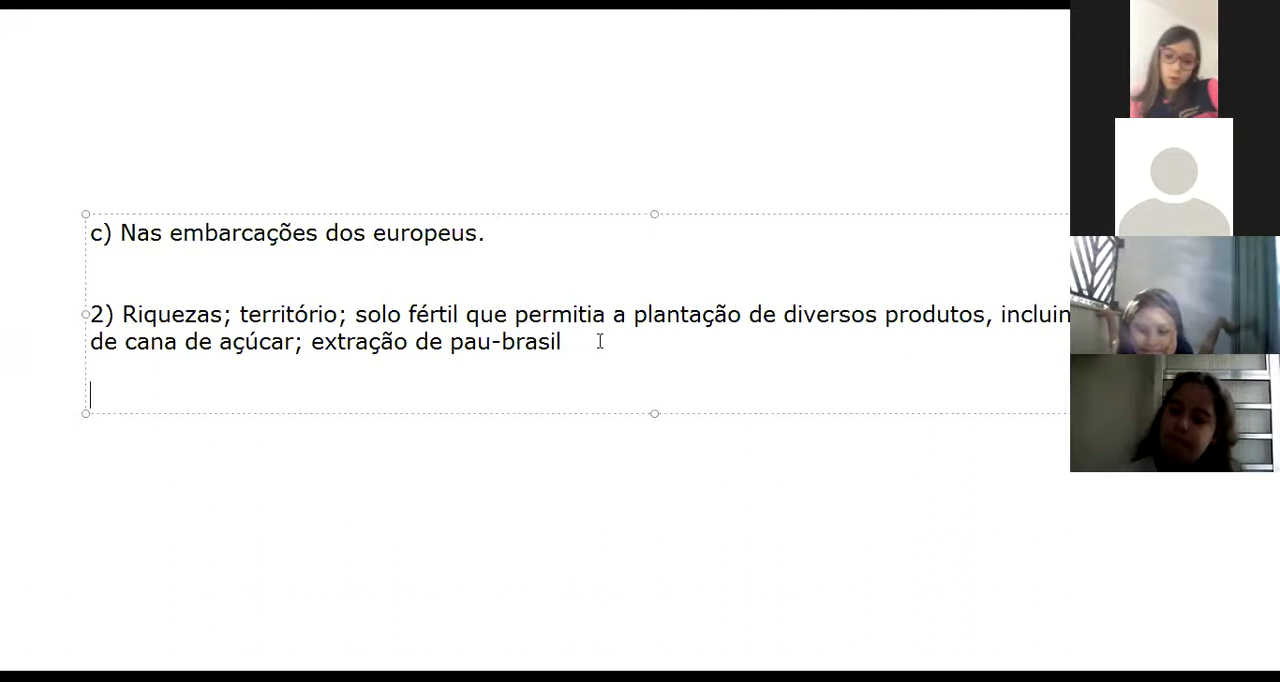 c) Nas embarcações dos europeus.
2) Riquezas; território; solo fértil que permitia a plantação de diversos produtos,
de cana de açúcar; extração de pau-brasil